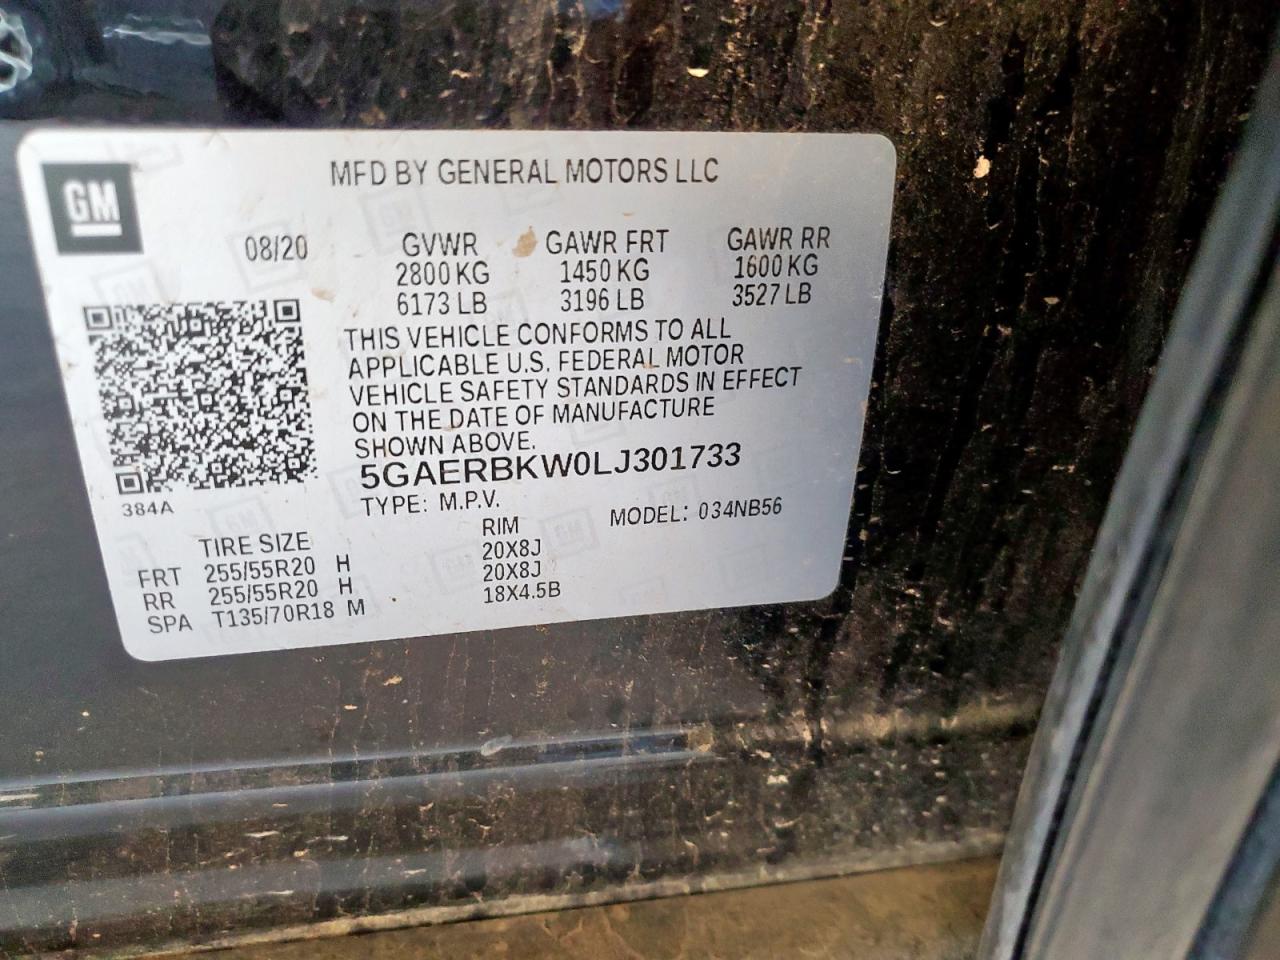 MFD BY GENERAL MOTORS LLC
GM
08/20 GVWR GAWR FRT GAWR RR
2800 KG 1450 KG 1600 KG
6173 LB 3196 LB 3527 LB
THIS VEHICLE CONFORMS TO ALL
APPLICABLE U.S. FEDERAL MOTOR
VEHICLE SAFETY STANDARDS IN EFFECT
ON THE DATE OF MANUFACTURE
SHOWN ABOVE.
5GAERBKW0LJ301733
384A
TYPE: M.P.V. MODEL: 034NB56
TIRE SIZE RIM
FRT 255/55R20 H 20X8J
RR 255/55R20 H 20X8J
SPA T135/70R18 M 18X4.5B